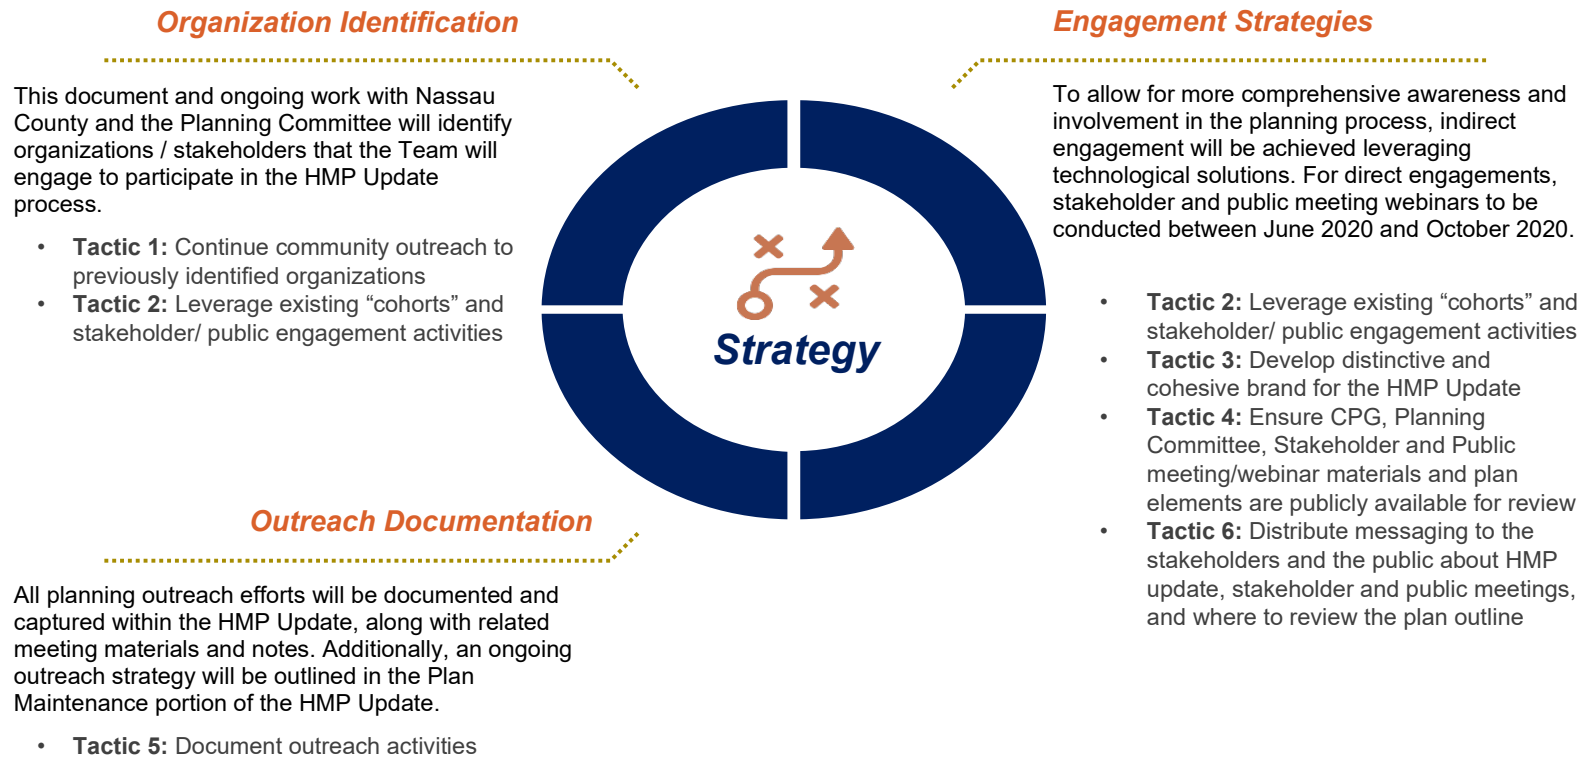 Organization Identification
This document and ongoing work with Nassau
County and the Planning Committee will identify
organizations / stakeholders that the Team will
engage to participate in the HMP Update
process.
• Tactic 1: Continue community outreach to
previously identified organizations
• Tactic 2: Leverage existing “cohorts” and
stakeholder/ public engagement activities
Strategy
Engagement Strategies
To allow for more comprehensive awareness and
involvement in the planning process, indirect
engagement will be achieved leveraging
technological solutions. For direct engagements,
stakeholder and public meeting webinars to be
conducted between June 2020 and October 2020.
• Tactic 2: Leverage existing “cohorts” and
stakeholder/ public engagement activities
• Tactic 3: Develop distinctive and
cohesive brand for the HMP Update
• Tactic 4: Ensure CPG, Planning
Committee, Stakeholder and Public
meeting/webinar materials and plan
elements are publicly available for review
• Tactic 6: Distribute messaging to the
stakeholders and the public about HMP
update, stakeholder and public meetings,
and where to review the plan outline
Outreach Documentation
All planning outreach efforts will be documented and
captured within the HMP Update, along with related
meeting materials and notes. Additionally, an ongoing
outreach strategy will be outlined in the Plan
Maintenance portion of the HMP Update.
• Tactic 5: Document outreach activities